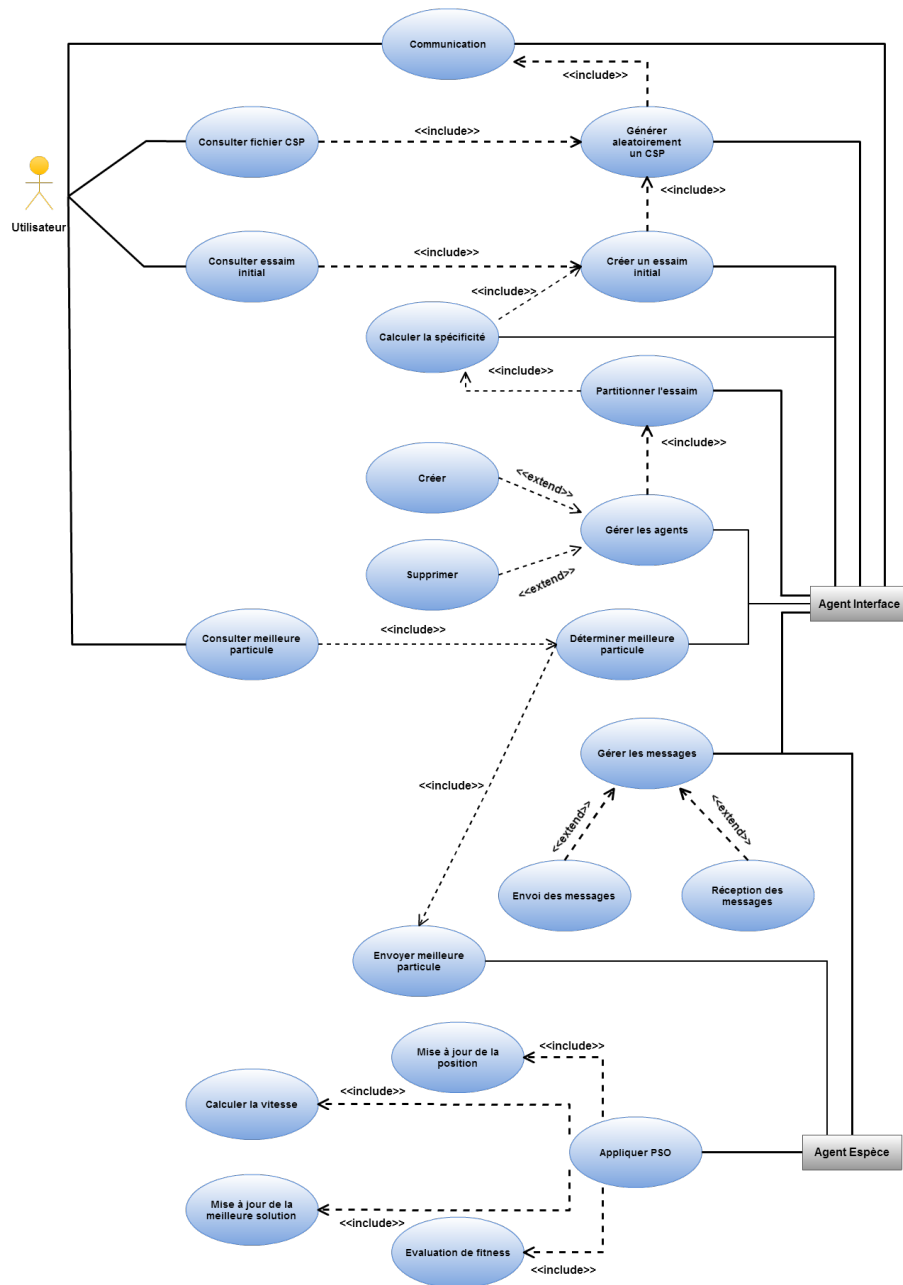 Communication
<<include>>
Consulter fichier CSP
<<include>>
Générer
aleatoirement
un CSP
Utilisateur
<<include>>
Consulter essaim
initial
<<include>>
Créer un essaim
initial
<<include>>
Calculer la spécificité
<<include>>
Partitionner l'essaim
<<include>>
Créer
<<extend>>
Gérer les agents
Supprimer
<<extend>>
Agent Interface
Consulter meilleure
particule
<<include>>
Déterminer meilleure
particule
Gérer les messages
<<include>>
<<extend>>
<<extend>>
Envoi des messages
Réception des
messages
Envoyer meilleure
particule
Mise à jour de la
position
<<include>>
Calculer la vitesse
<<include>>
Appliquer PSO
Agent Espèce
Mise à jour de la
meilleure solution
<<include>>
Evaluation de fitness
<<include>>